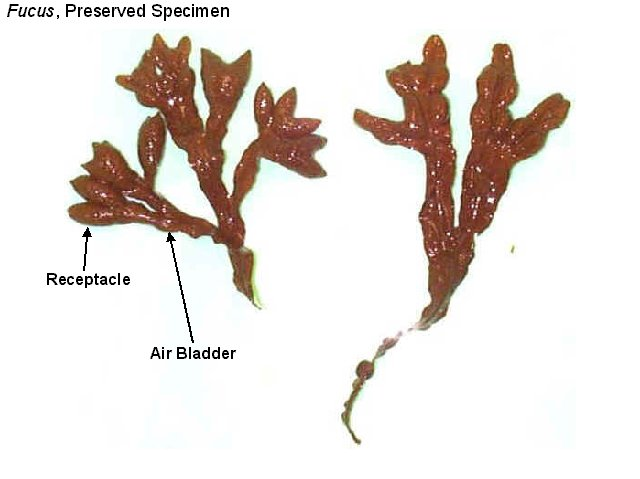 Fucus, Preserved Specimen
Receptacle
Air Bladder